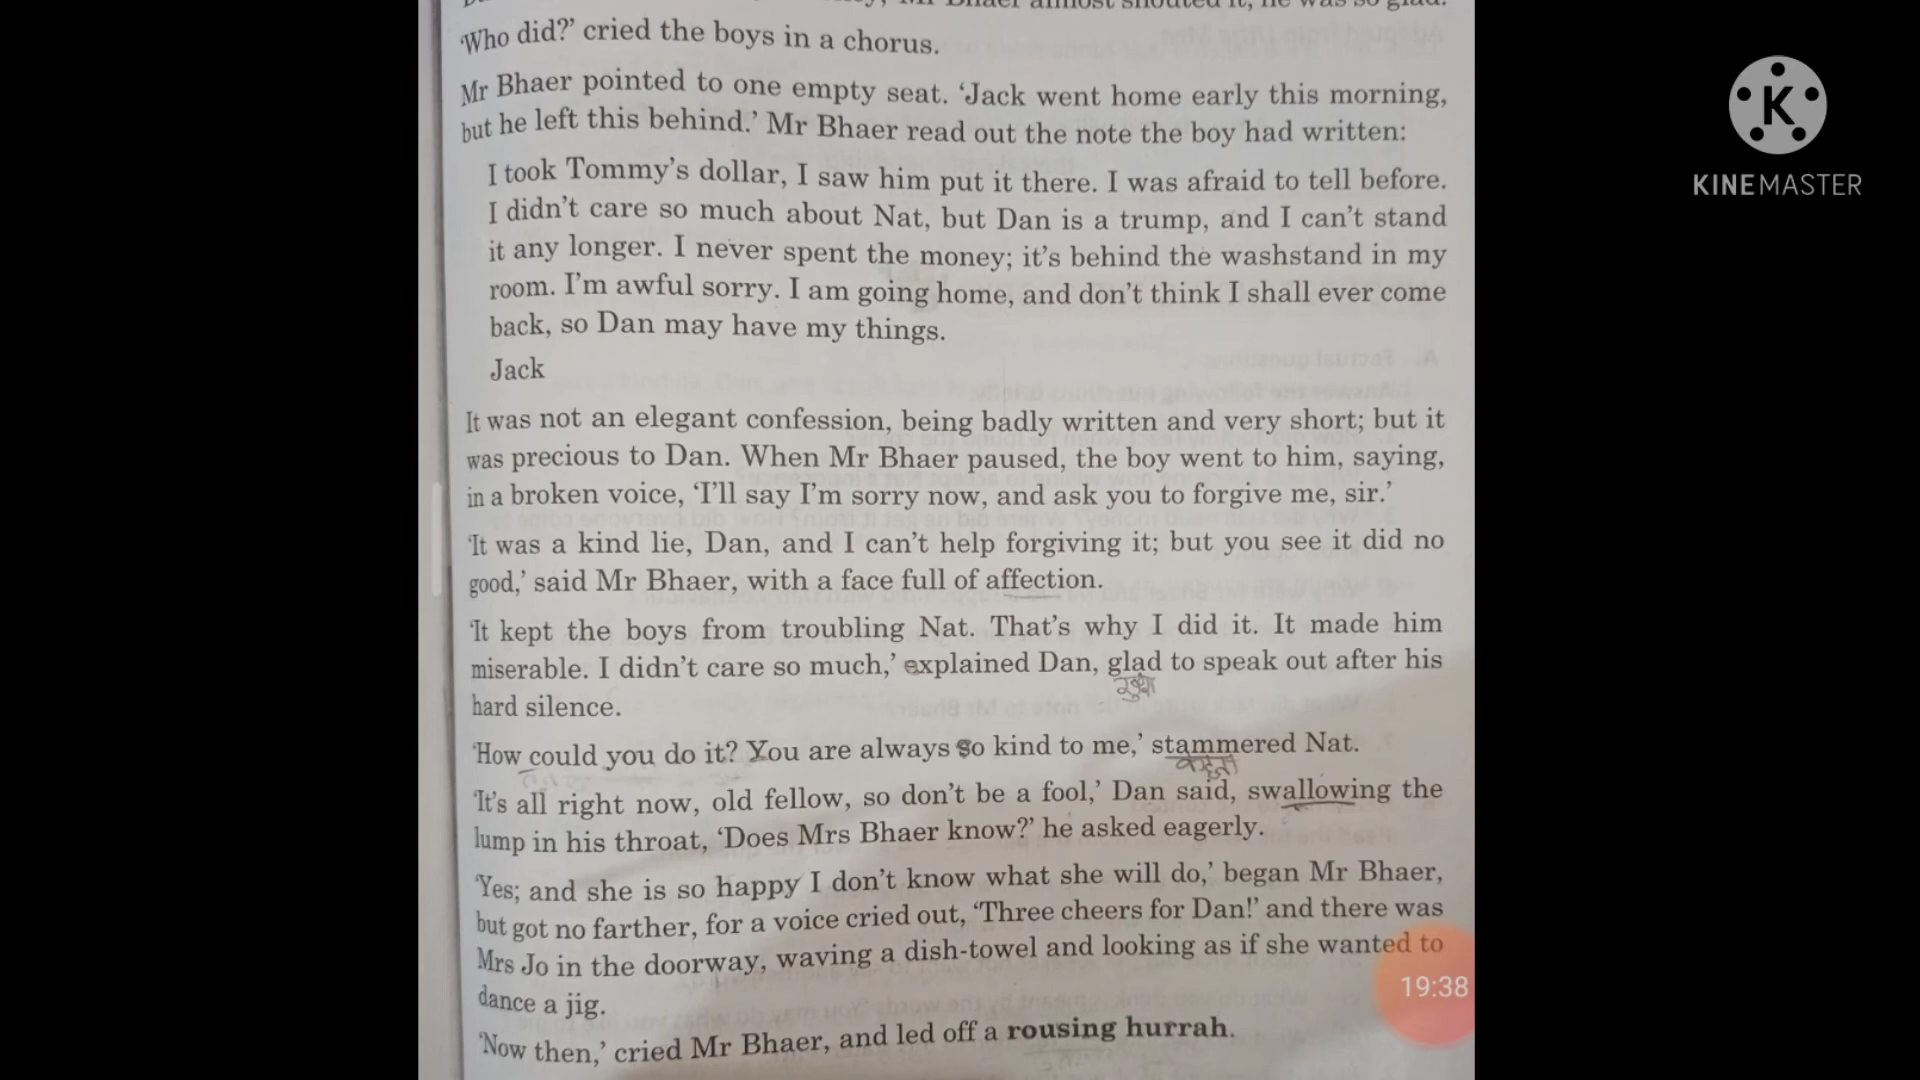 Mr Bhaer almost shouted it, he was so glad.
‘Who did?’ cried the boys in a chorus.
Mr Bhaer pointed to one empty seat. ‘Jack went home early this morning,
but he left this behind.’ Mr Bhaer read out the note the boy had written:
I took Tommy’s dollar, I saw him put it there. I was afraid to tell before.
I didn’t care so much about Nat, but Dan is a trump, and I can’t stand
it any longer. I never spent the money; it’s behind the washstand in my
room. I’m awful sorry. I am going home, and don’t think I shall ever come
back, so Dan may have my things.
Jack
It was not an elegant confession, being badly written and very short; but it
was precious to Dan. When Mr Bhaer paused, the boy went to him, saying,
in a broken voice, ‘I’ll say I’m sorry now, and ask you to forgive me, sir.’
‘It was a kind lie, Dan, and I can’t help forgiving it; but you see it did no
good,’ said Mr Bhaer, with a face full of affection.
‘It kept the boys from troubling Nat. That’s why I did it. It made him
miserable. I didn’t care so much,’ explained Dan, glad to speak out after his
hard silence.
‘How could you do it? You are always so kind to me,’ stammered Nat.
‘It’s all right now, old fellow, so don’t be a fool,’ Dan said, swallowing the
lump in his throat, ‘Does Mrs Bhaer know?’ he asked eagerly.
‘Yes; and she is so happy I don’t know what she will do,’ began Mr Bhaer,
but got no farther, for a voice cried out, ‘Three cheers for Dan!’ and there was
Mrs Jo in the doorway, waving a dish-towel and looking as if she wanted to
dance a jig.
‘Now then,’ cried Mr Bhaer, and led off a rousing hurrah.
K
KINEMASTER
19:38